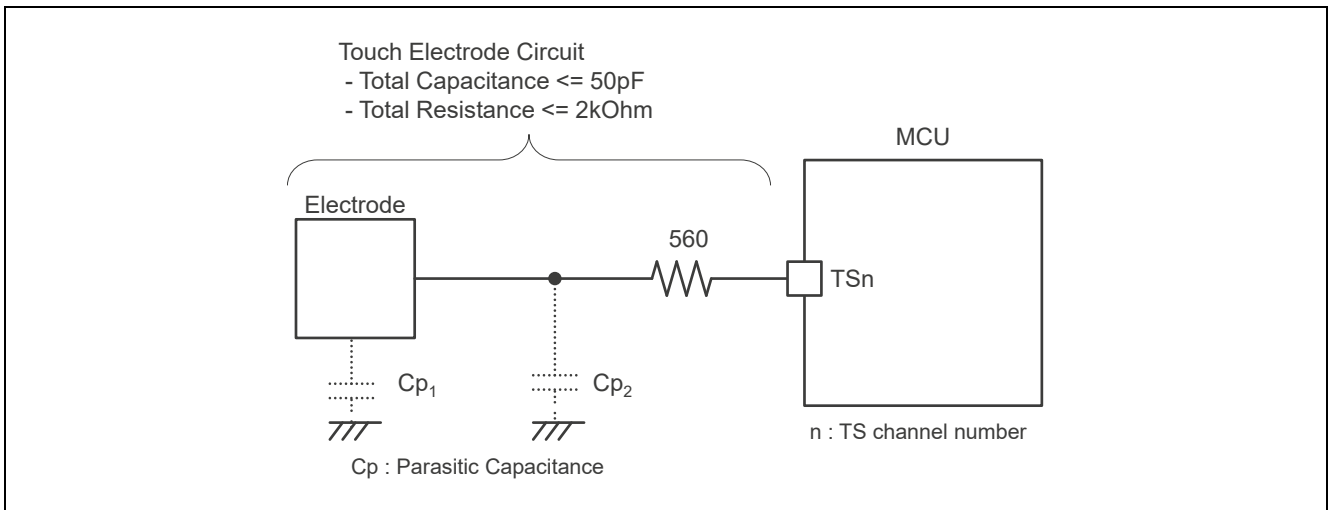 Touch Electrode Circuit
- Total Capacitance <= 50pF
- Total Resistance <= 2kOhm
MCU
Electrode
560
TSn
Cp1
Cp2
n : TS channel number
Cp : Parasitic Capacitance